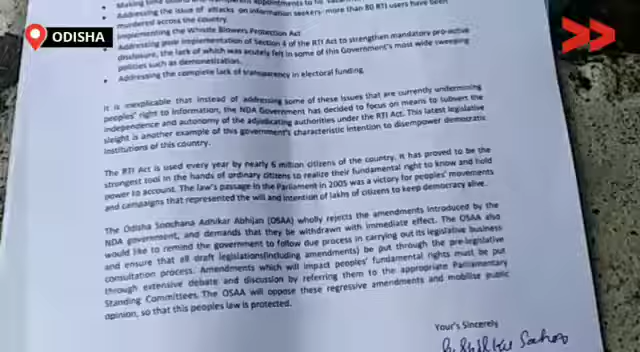 ODISHA
Addressing the issue of attacks on information seekers- more than 80 RTI users have been
murdered across the country.
Implementing the Whistle Blowers Protection Act
Addressing poor implementation of Section 4 of the RTI Act to strengthen mandatory pro-active
disclosure, the lack of which was acutely felt in some of this Government's most wide sweeping
policies such as demonetisation.
Addressing the complete lack of transparency in electoral funding.
It is inexplicable that instead of addressing some of these issues that are currently undermining
peoples' right to information, the NDA Government has decided to focus on means to subvert the
independence and autonomy of the adjudicating authorities under the RTI Act. This latest legislative
sleight is another example of this government's characteristic intention to disempower democratic
institutions of this country.
The RTI Act is used every year by nearly 6 million citizens of the country. It has proved to be the
strongest tool in the hands of ordinary citizens to realize their fundamental right to know and hold
power to account. The law's passage in the Parliament in 2005 was a victory for peoples' movements
and campaigns that represented the will and intention of lakhs of citizens to keep democracy alive.
The Odisha Soochana Adhikar Abhijan (OSAA) wholly rejects the amendments introduced by the
NDA government, and demands that they be withdrawn with immediate effect. The OSAA also
would like to remind the government to follow due process in carrying out its legislative business
and ensure that all draft legislations(including amendments) be put through the pre-legislative
consultation process. Amendments which will impact peoples' fundamental rights must be put
through extensive debate and discussion by referring them to the appropriate Parliamentary
Standing Committees. The OSAA will oppose these regressive amendments and mobilise public
opinion, so that this peoples law is protected.
Your's Sincerely